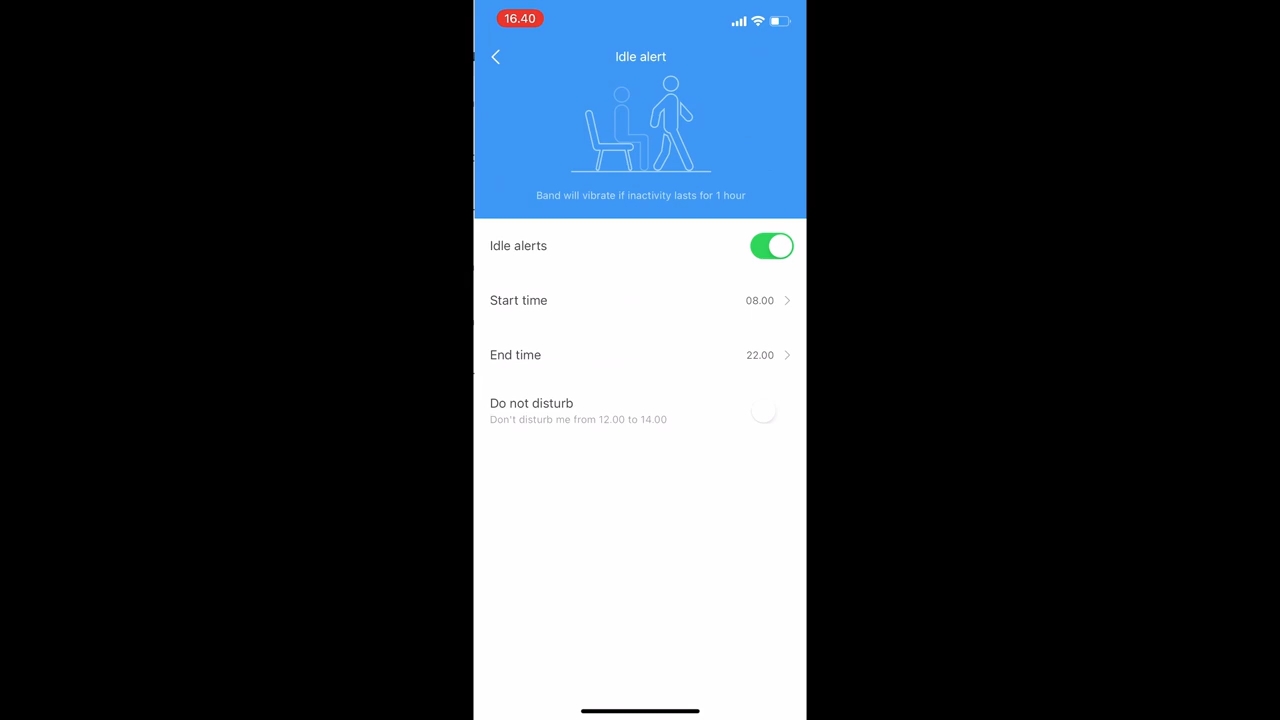 16.40
Idle alert
Band will vibrate if inactivity lasts for 1 hour
Idle alerts
Start time 08.00
End time 22.00
Do not disturb
Don't disturb me from 12.00 to 14.00